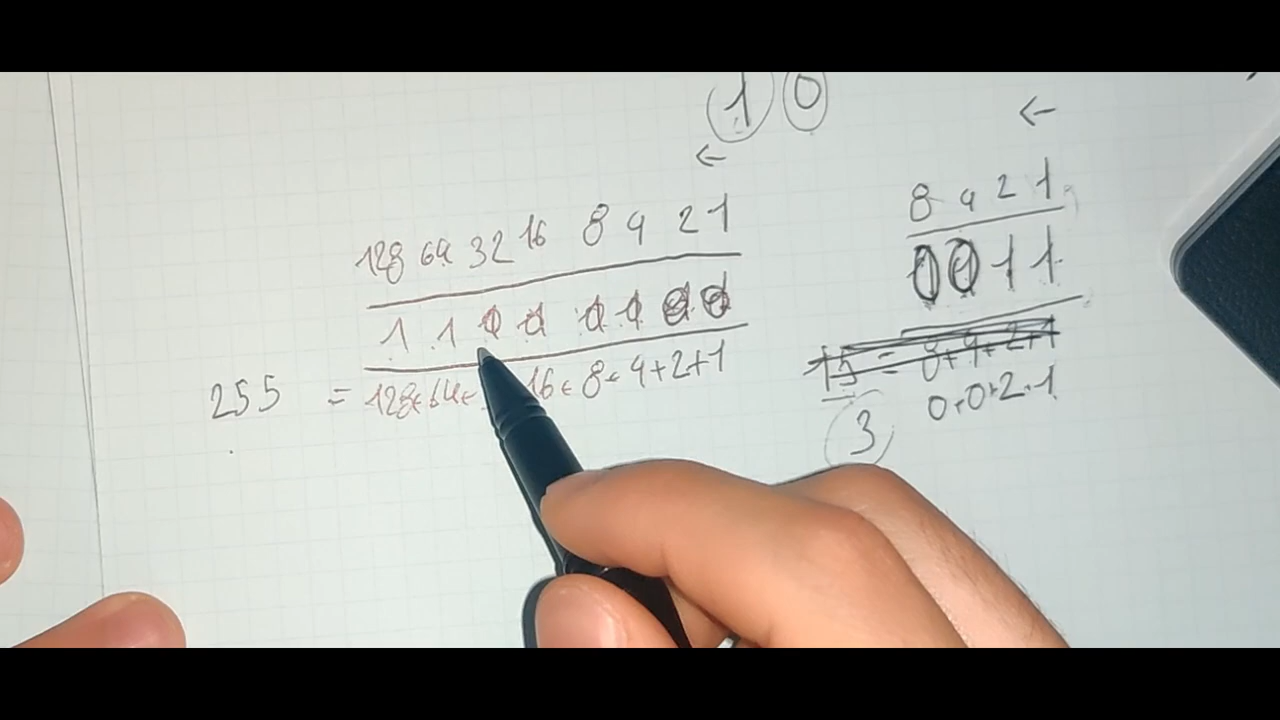 1 0
←
←
128 64 32 16 8 4 2 1
8 4 2 1
1 1 0 0 0 0 0 0
0 0 1 1
255 = 128+64+ 16+8+4+2+1
15 = 8+4+2+1
0+0+2+1
3